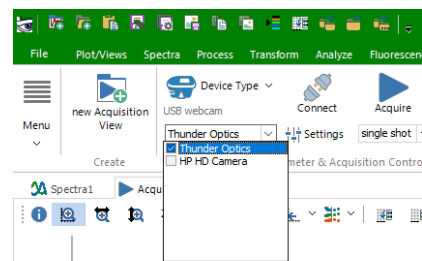 File Plot/Views Spectra Process Transform Analyze Fluorescen
Device Type
new Acquisition View
USB webcam
Connect
Acquire
Menu
Thunder Optics
Settings
single shot
Thunder Optics
HP HD Camera
Create
meter & Acquisition Contro
Spectra1
Acqu